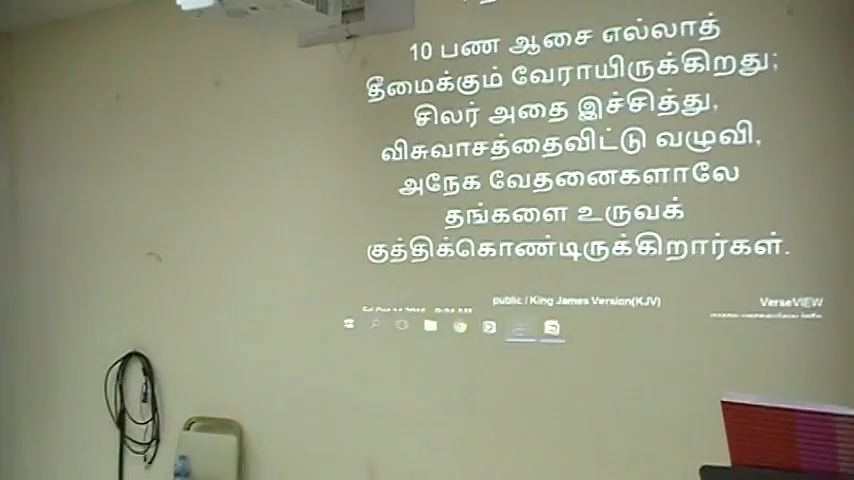 10 பண ஆசை எல்லாத்
தீமைக்கும் வேராயிருக்கிறது;
சிலர் அதை இச்சித்து,
விசுவாசத்தைவிட்டு வழுவி,
அநேக வேதனைகளாலே
தங்களை உருவக்
குத்திக்கொண்டிருக்கிறார்கள்.
public / King James Version(KJV)
VerseVIEW